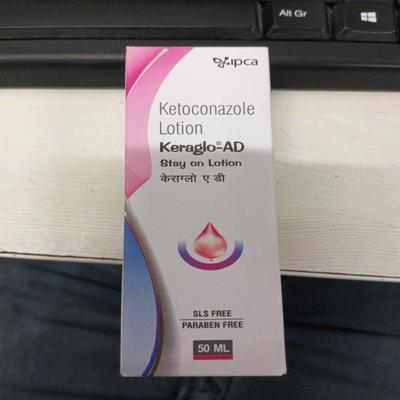 Alt Gr
ipca
Ketoconazole
Lotion
Keraglo®-AD
Stay on Lotion
केराग्लो ए डी
SLS FREE
PARABEN FREE
50 ML